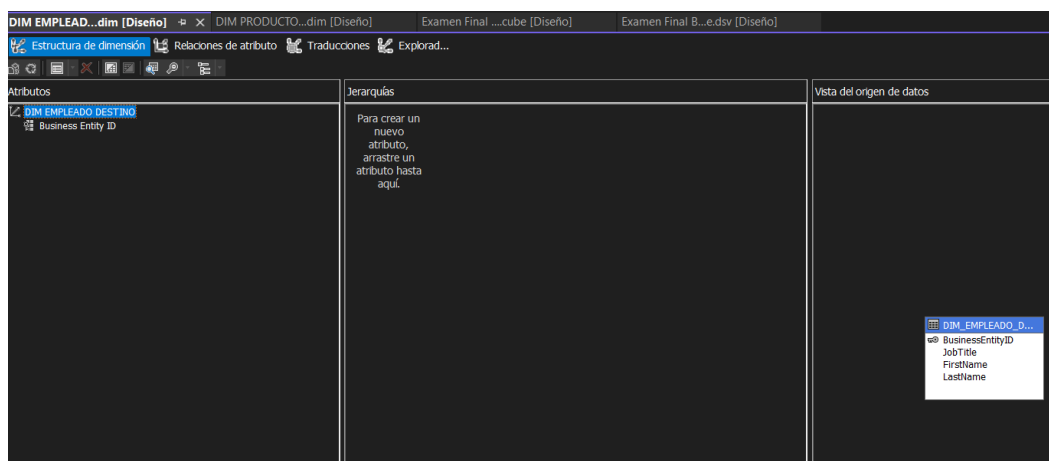 DIM EMPLEAD...dim [Diseño] DIM PRODUCTO...dim [Diseño] Examen Final ....cube [Diseño] Examen Final B...e.dsv [Diseño]
Estructura de dimensión Relaciones de atributo Traducciones Explorad...
Atributos
DIM EMPLEADO DESTINO
Business Entity ID
Jerarquías
Para crear un
nuevo
atributo,
arrastre un
atributo hasta
aquí.
Vista del origen de datos
DIM_EMPLEADO_D...
BusinessEntityID
JobTitle
FirstName
LastName